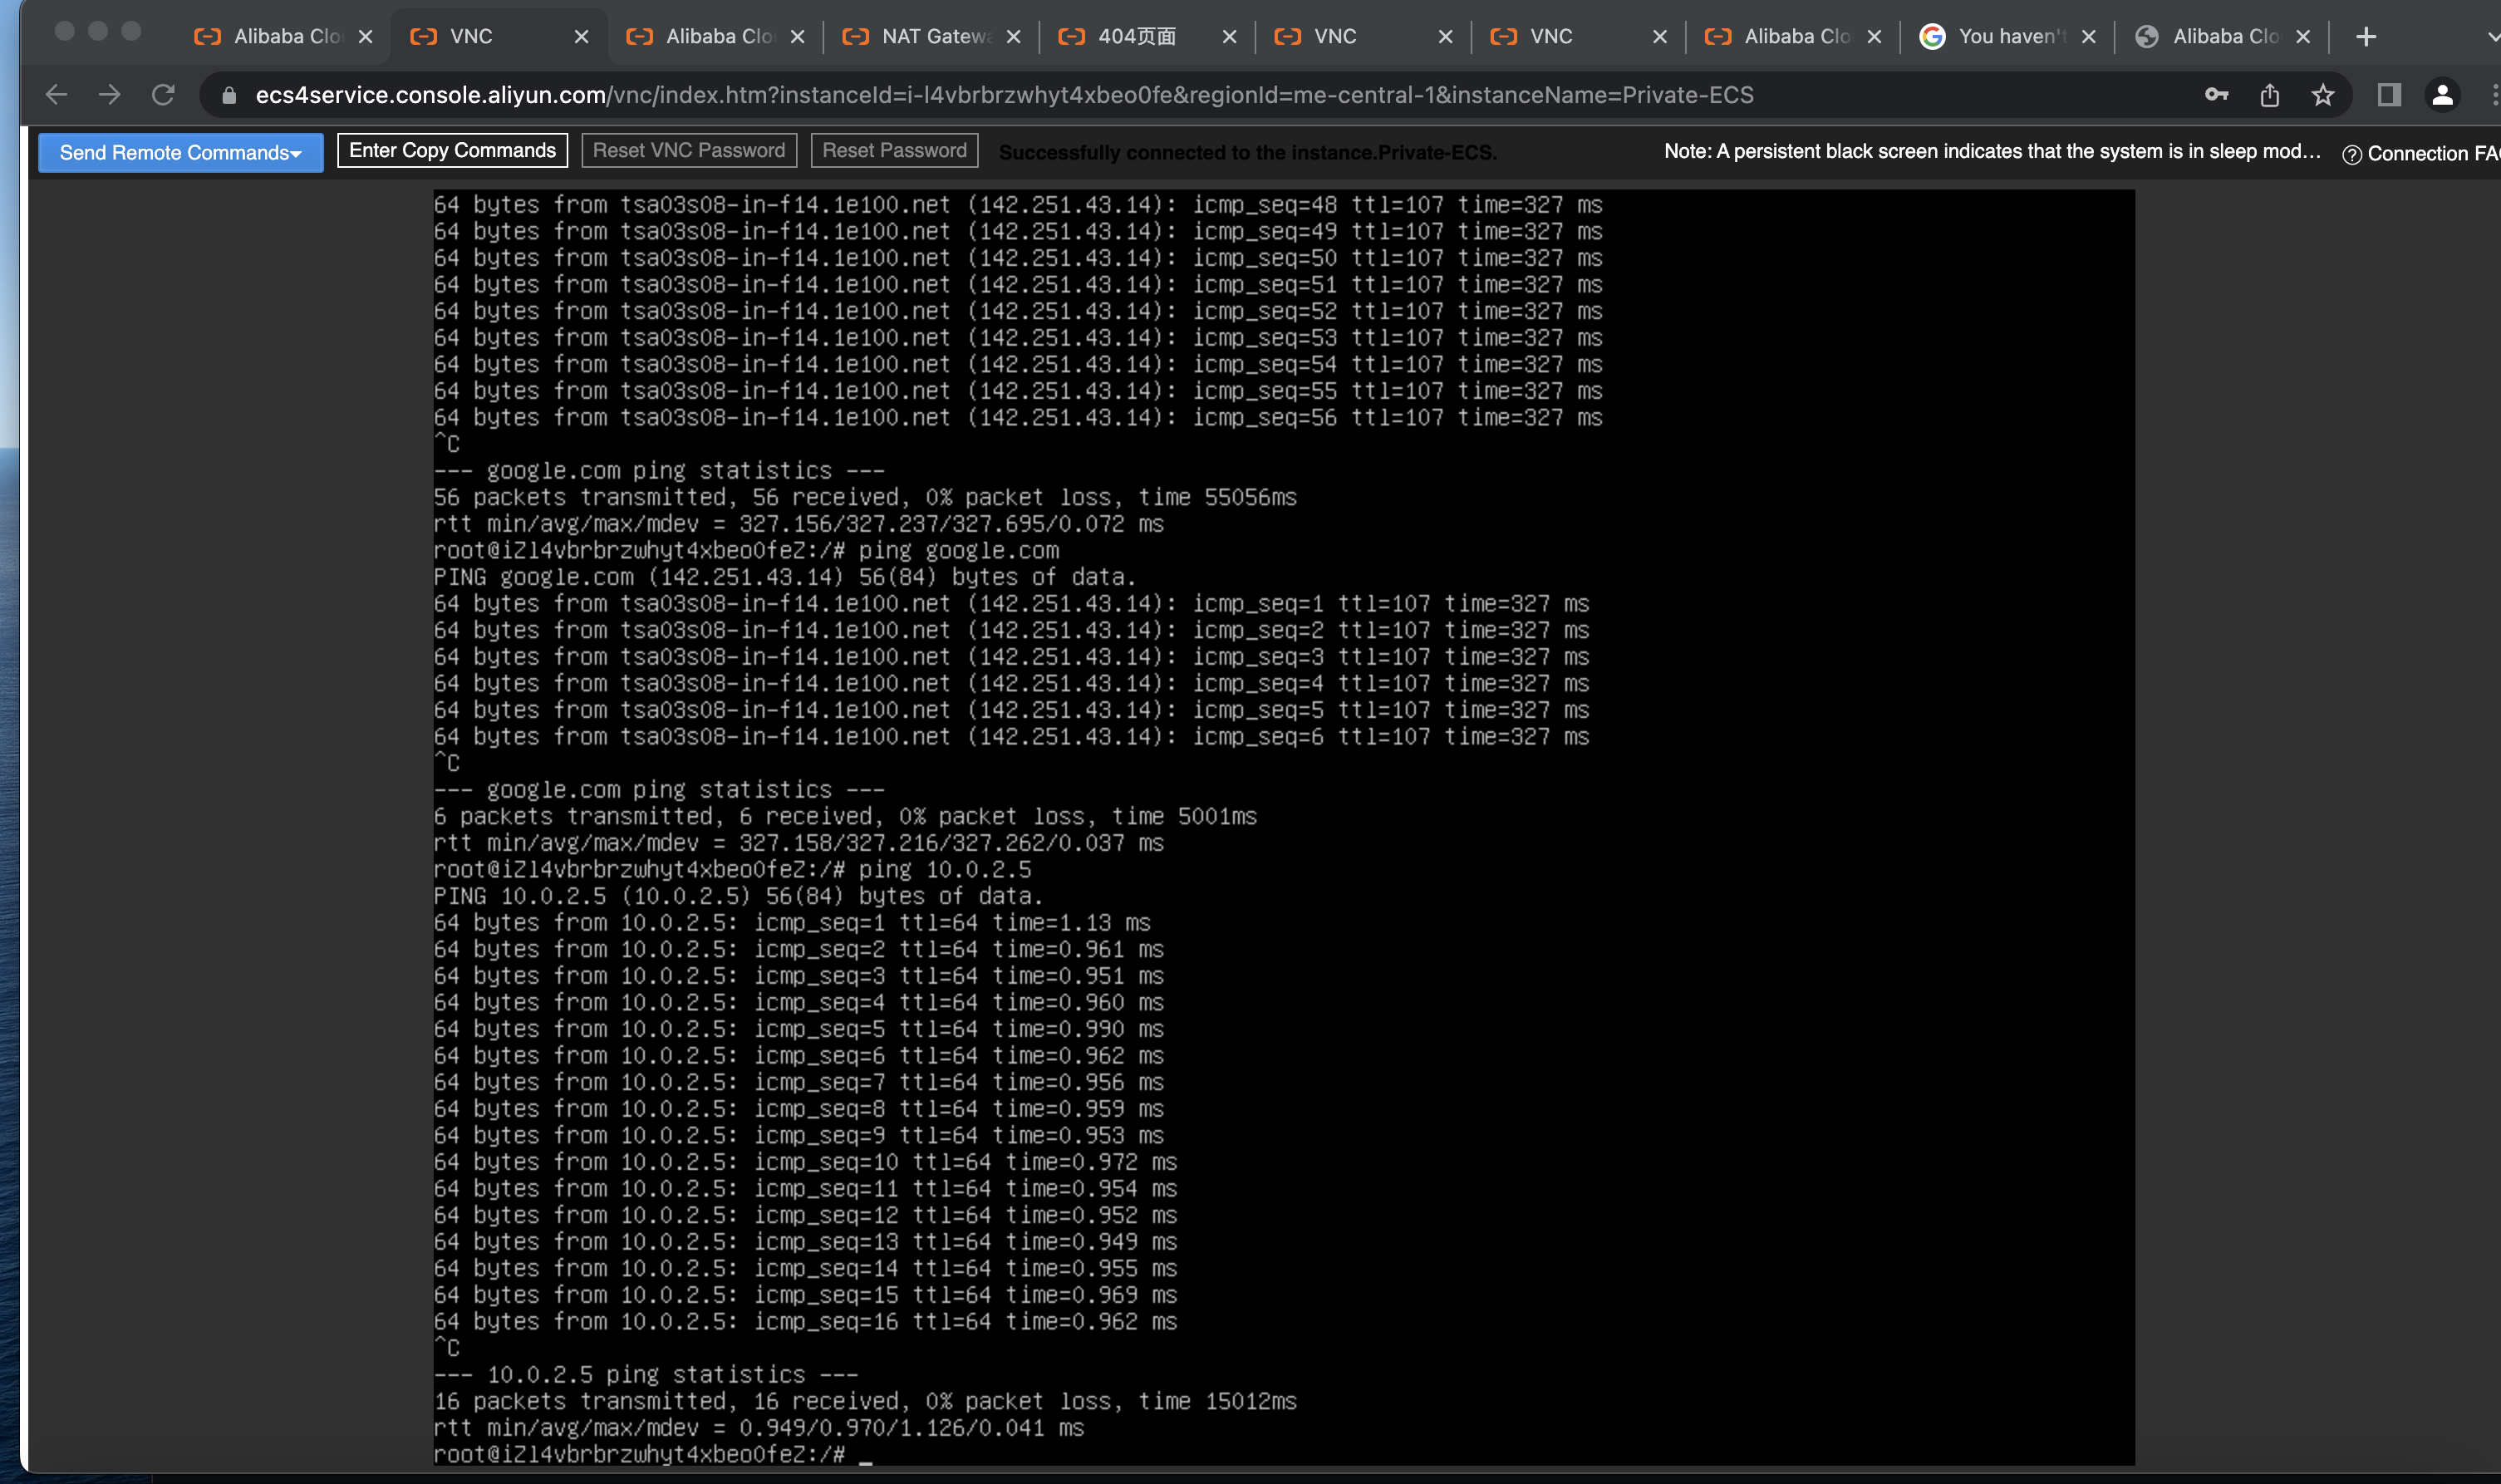 Alibaba Clo
VNC
Alibaba Clo
NAT Gatew
404页面
VNC
VNC
Alibaba Clo
You haven't
Alibaba Clo
ecs4service.console.aliyun.com/vnc/index.htm?instanceId=i-l4vbrbrzwhyt4xbeo0fe&regionId=me-central-1&instanceName=Private-ECS
Send Remote Commands
Enter Copy Commands
Reset VNC Password
Reset Password
Successfully connected to the instance.Private-ECS.
Note: A persistent black screen indicates that the system is in sleep mod...
Connection FAQ
64 bytes from tsa03s08-in-f14.1e100.net (142.251.43.14): icmp_seq=48 ttl=107 time=327 ms
64 bytes from tsa03s08-in-f14.1e100.net (142.251.43.14): icmp_seq=49 ttl=107 time=327 ms
64 bytes from tsa03s08-in-f14.1e100.net (142.251.43.14): icmp_seq=50 ttl=107 time=327 ms
64 bytes from tsa03s08-in-f14.1e100.net (142.251.43.14): icmp_seq=51 ttl=107 time=327 ms
64 bytes from tsa03s08-in-f14.1e100.net (142.251.43.14): icmp_seq=52 ttl=107 time=327 ms
64 bytes from tsa03s08-in-f14.1e100.net (142.251.43.14): icmp_seq=53 ttl=107 time=327 ms
64 bytes from tsa03s08-in-f14.1e100.net (142.251.43.14): icmp_seq=54 ttl=107 time=327 ms
64 bytes from tsa03s08-in-f14.1e100.net (142.251.43.14): icmp_seq=55 ttl=107 time=327 ms
64 bytes from tsa03s08-in-f14.1e100.net (142.251.43.14): icmp_seq=56 ttl=107 time=327 ms
^C
--- google.com ping statistics ---
56 packets transmitted, 56 received, 0% packet loss, time 55056ms
rtt min/avg/max/mdev = 327.156/327.237/327.695/0.072 ms
root@iZl4vbrbrzwhyt4xbeo0feZ:/# ping google.com
PING google.com (142.251.43.14) 56(84) bytes of data.
64 bytes from tsa03s08-in-f14.1e100.net (142.251.43.14): icmp_seq=1 ttl=107 time=327 ms
64 bytes from tsa03s08-in-f14.1e100.net (142.251.43.14): icmp_seq=2 ttl=107 time=327 ms
64 bytes from tsa03s08-in-f14.1e100.net (142.251.43.14): icmp_seq=3 ttl=107 time=327 ms
64 bytes from tsa03s08-in-f14.1e100.net (142.251.43.14): icmp_seq=4 ttl=107 time=327 ms
64 bytes from tsa03s08-in-f14.1e100.net (142.251.43.14): icmp_seq=5 ttl=107 time=327 ms
64 bytes from tsa03s08-in-f14.1e100.net (142.251.43.14): icmp_seq=6 ttl=107 time=327 ms
^C
--- google.com ping statistics ---
6 packets transmitted, 6 received, 0% packet loss, time 5001ms
rtt min/avg/max/mdev = 327.158/327.216/327.262/0.037 ms
root@iZl4vbrbrzwhyt4xbeo0feZ:/# ping 10.0.2.5
PING 10.0.2.5 (10.0.2.5) 56(84) bytes of data.
64 bytes from 10.0.2.5: icmp_seq=1 ttl=64 time=1.13 ms
64 bytes from 10.0.2.5: icmp_seq=2 ttl=64 time=0.961 ms
64 bytes from 10.0.2.5: icmp_seq=3 ttl=64 time=0.951 ms
64 bytes from 10.0.2.5: icmp_seq=4 ttl=64 time=0.960 ms
64 bytes from 10.0.2.5: icmp_seq=5 ttl=64 time=0.990 ms
64 bytes from 10.0.2.5: icmp_seq=6 ttl=64 time=0.962 ms
64 bytes from 10.0.2.5: icmp_seq=7 ttl=64 time=0.956 ms
64 bytes from 10.0.2.5: icmp_seq=8 ttl=64 time=0.959 ms
64 bytes from 10.0.2.5: icmp_seq=9 ttl=64 time=0.953 ms
64 bytes from 10.0.2.5: icmp_seq=10 ttl=64 time=0.972 ms
64 bytes from 10.0.2.5: icmp_seq=11 ttl=64 time=0.954 ms
64 bytes from 10.0.2.5: icmp_seq=12 ttl=64 time=0.952 ms
64 bytes from 10.0.2.5: icmp_seq=13 ttl=64 time=0.949 ms
64 bytes from 10.0.2.5: icmp_seq=14 ttl=64 time=0.955 ms
64 bytes from 10.0.2.5: icmp_seq=15 ttl=64 time=0.969 ms
64 bytes from 10.0.2.5: icmp_seq=16 ttl=64 time=0.962 ms
^C
--- 10.0.2.5 ping statistics ---
16 packets transmitted, 16 received, 0% packet loss, time 15012ms
rtt min/avg/max/mdev = 0.949/0.970/1.126/0.041 ms
root@iZl4vbrbrzwhyt4xbeo0feZ:/# _